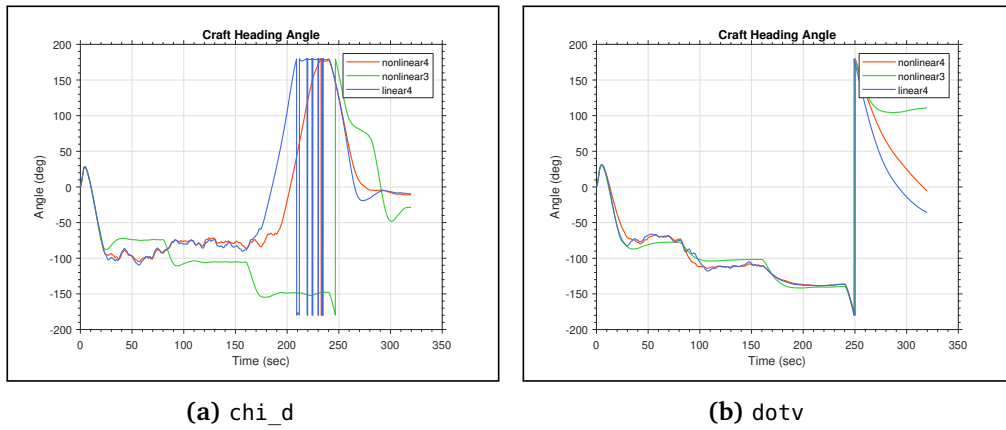 Craft Heading Angle
200
150
100
50
0
-50
-100
-150
-200
Angle (deg)
0 50 100 150 200 250 300 350
Time (sec)
nonlinear4
nonlinear3
linear4
(a) chi_d
Craft Heading Angle
200
150
100
50
0
-50
-100
-150
-200
Angle (deg)
0 50 100 150 200 250 300 350
Time (sec)
nonlinear4
nonlinear3
linear4
(b) dotv